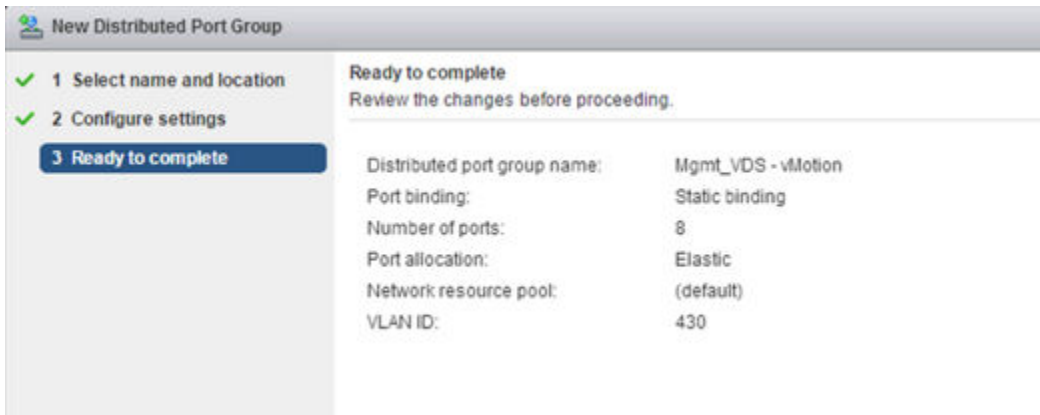 New Distributed Port Group
1 Select name and location
2 Configure settings
3 Ready to complete
Ready to complete
Review the changes before proceeding.
Distributed port group name: Mgmt_VDS - vMotion
Port binding: Static binding
Number of ports: 8
Port allocation: Elastic
Network resource pool: (default)
VLAN ID: 430